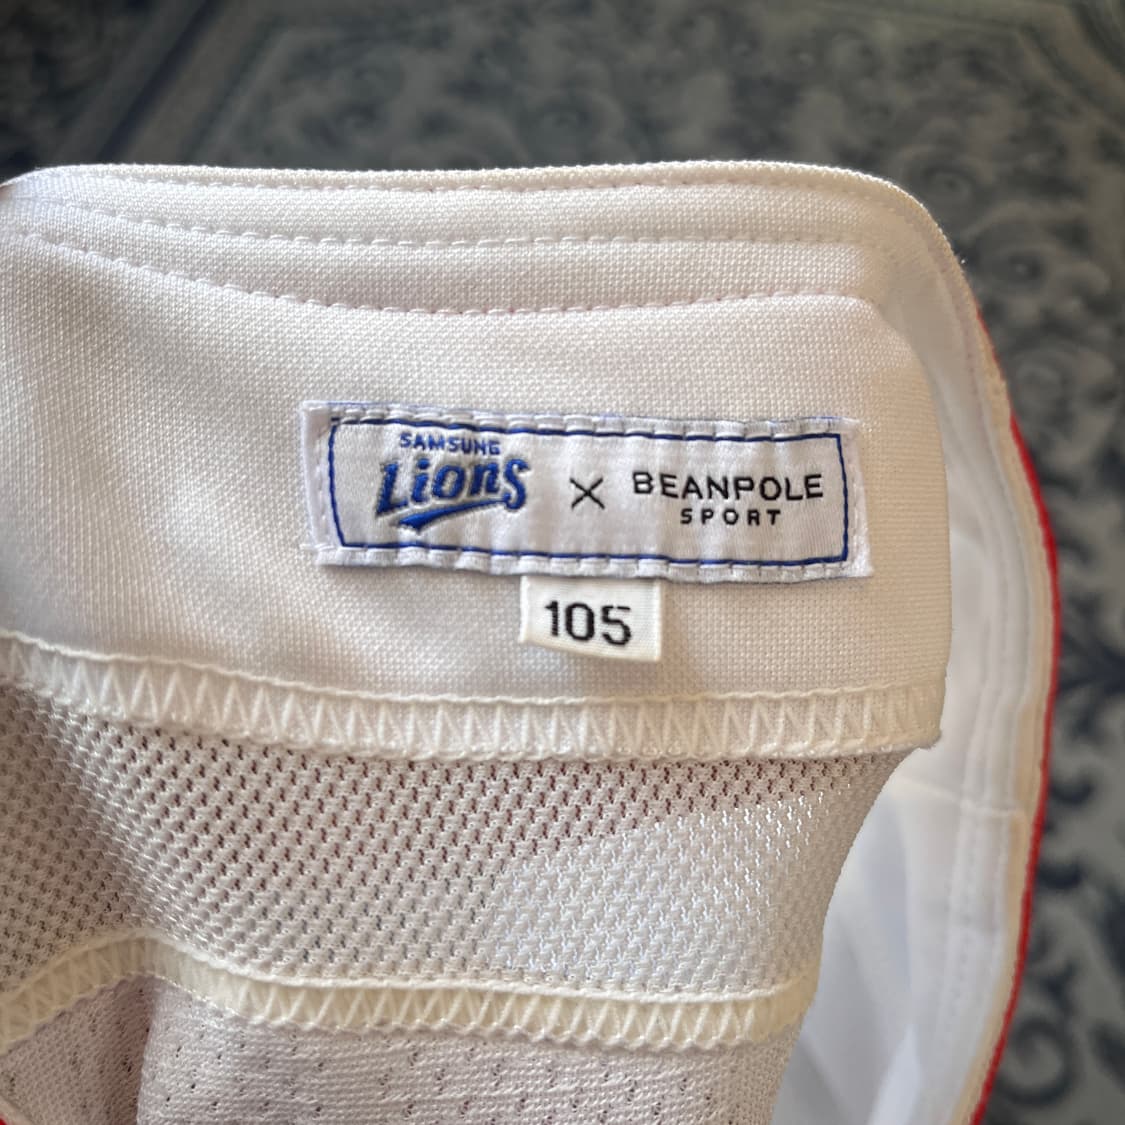 SAMSUNG
Lions × BEANPOLE
SPORT
105